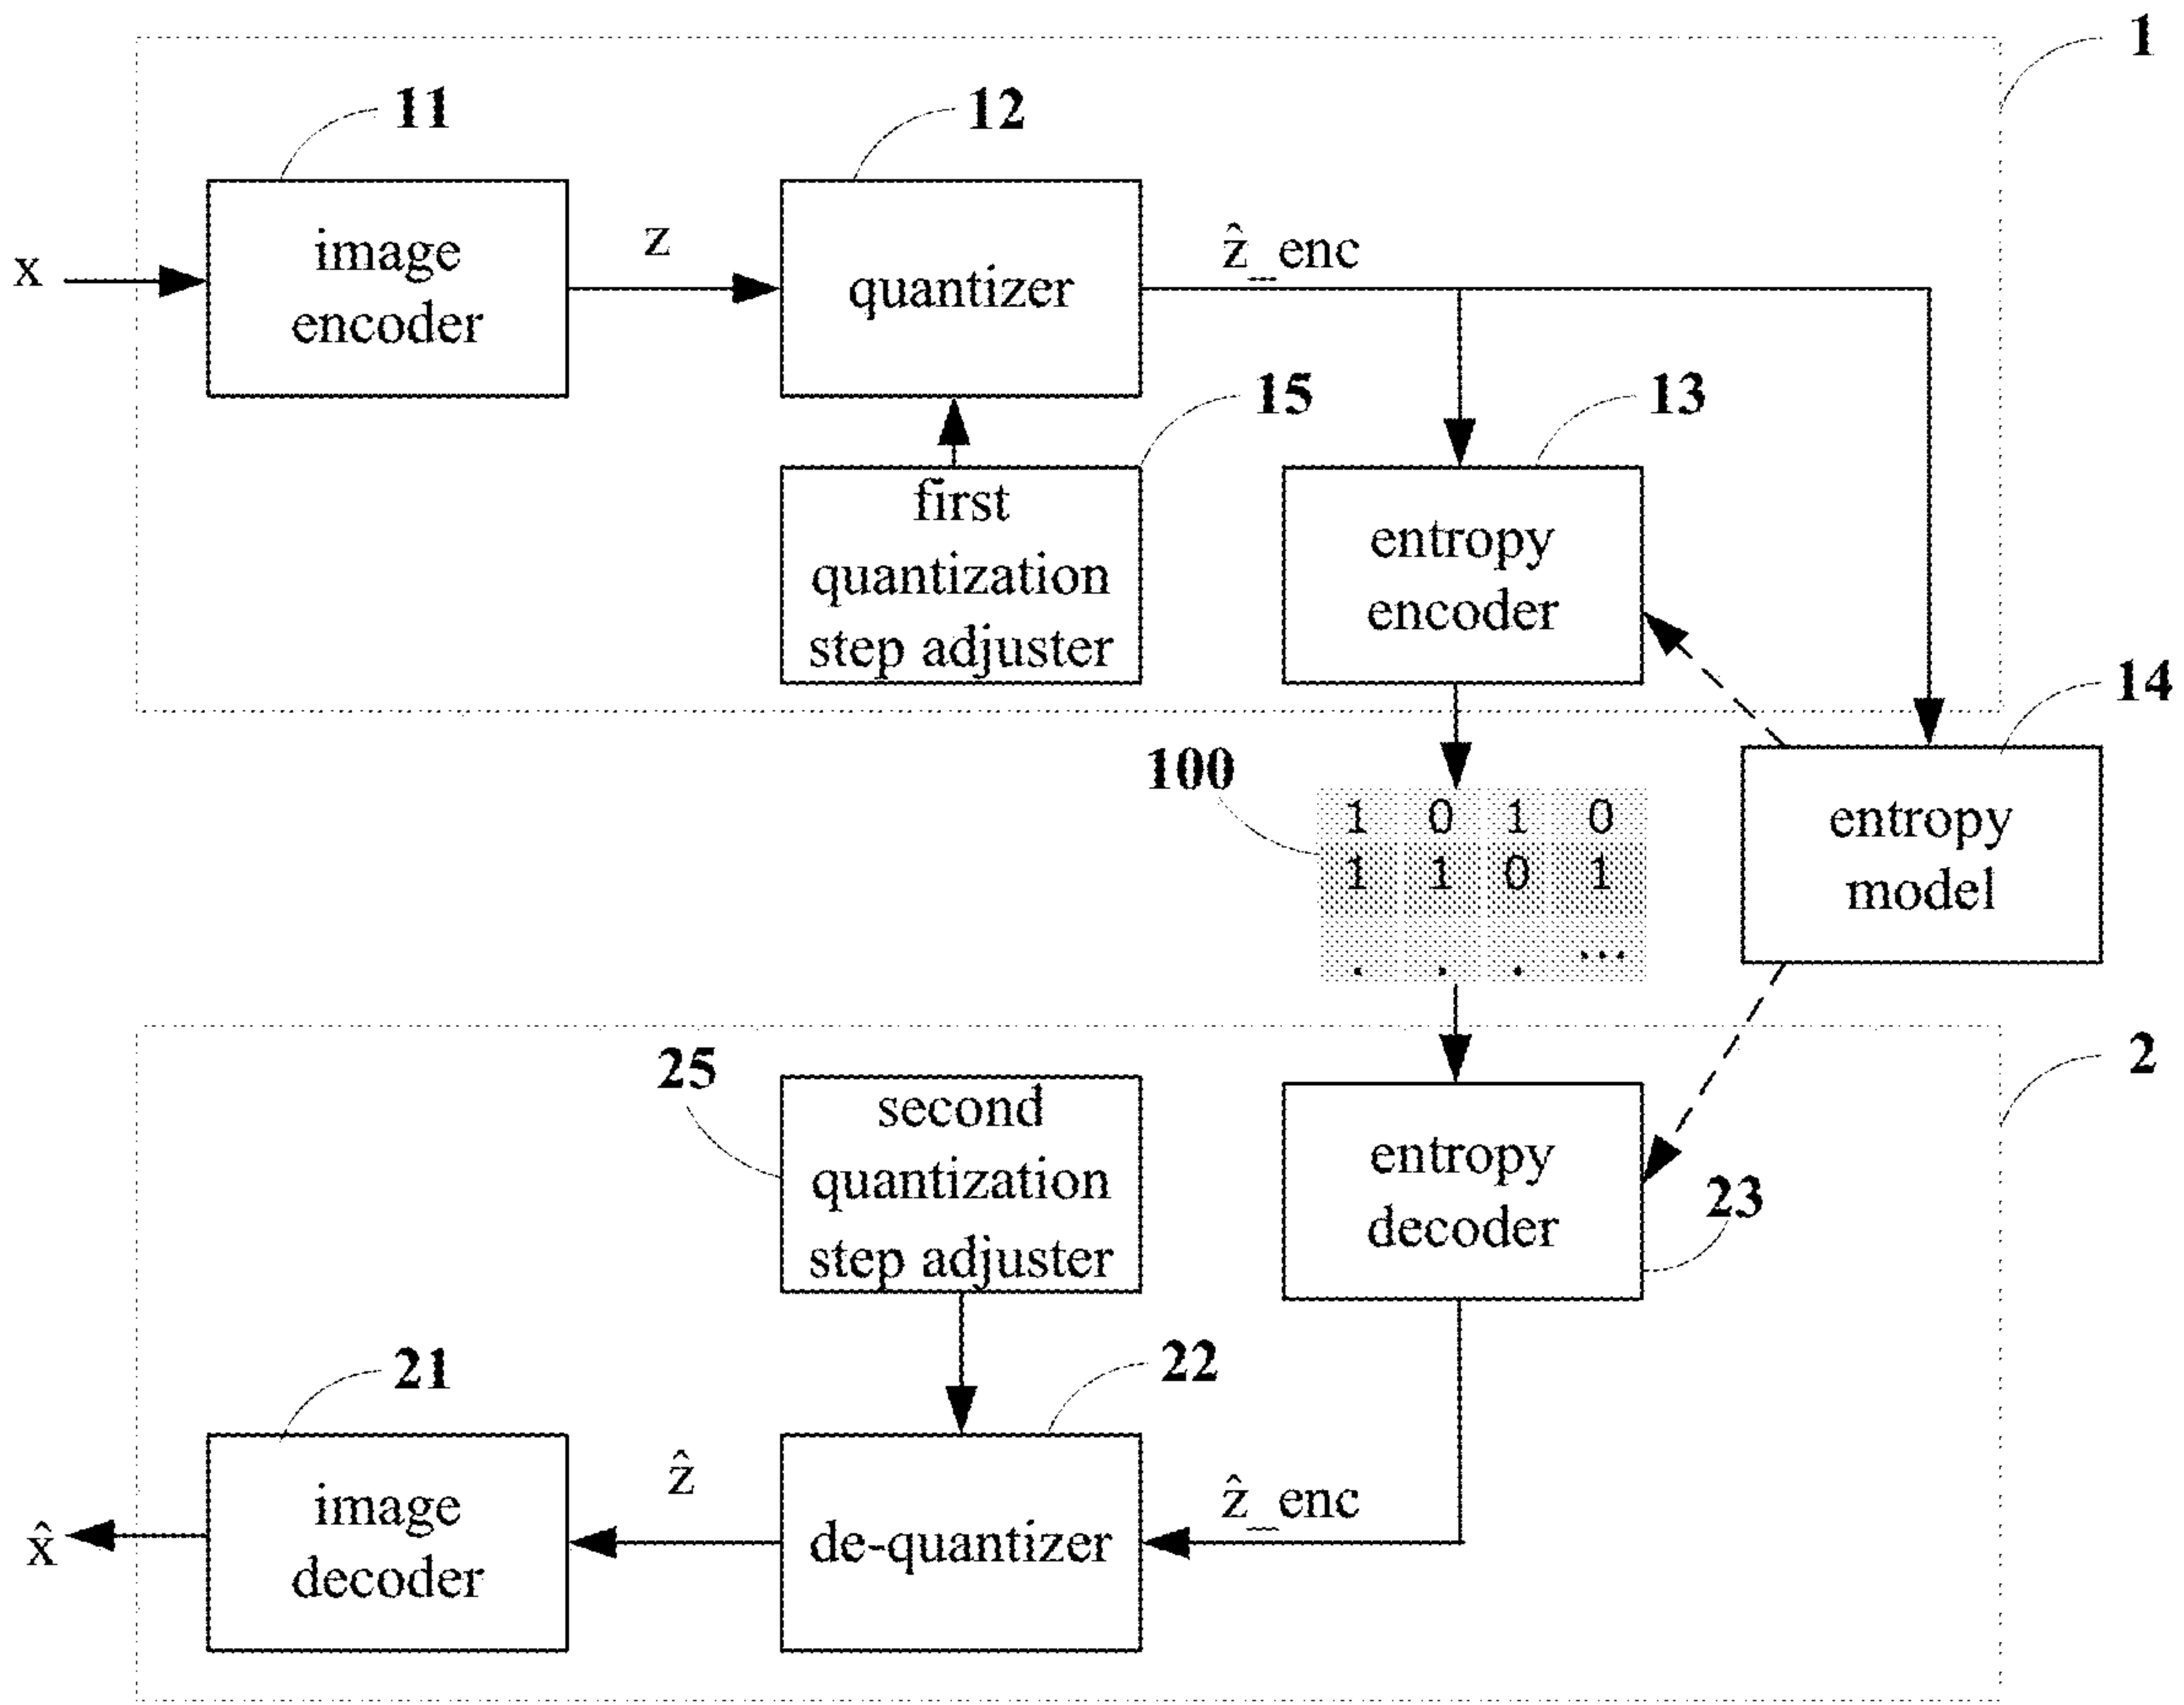 1
11
12
x
image
encoder
z
quantizer
ẑ_enc
15
13
first
quantization
step adjuster
entropy
encoder
14
100
1 0 1 0
1 1 0 1
. . . ...
entropy
model
2
25
second
quantization
step adjuster
entropy
decoder
23
21
22
x̂
image
decoder
ẑ
de-quantizer
ẑ_enc